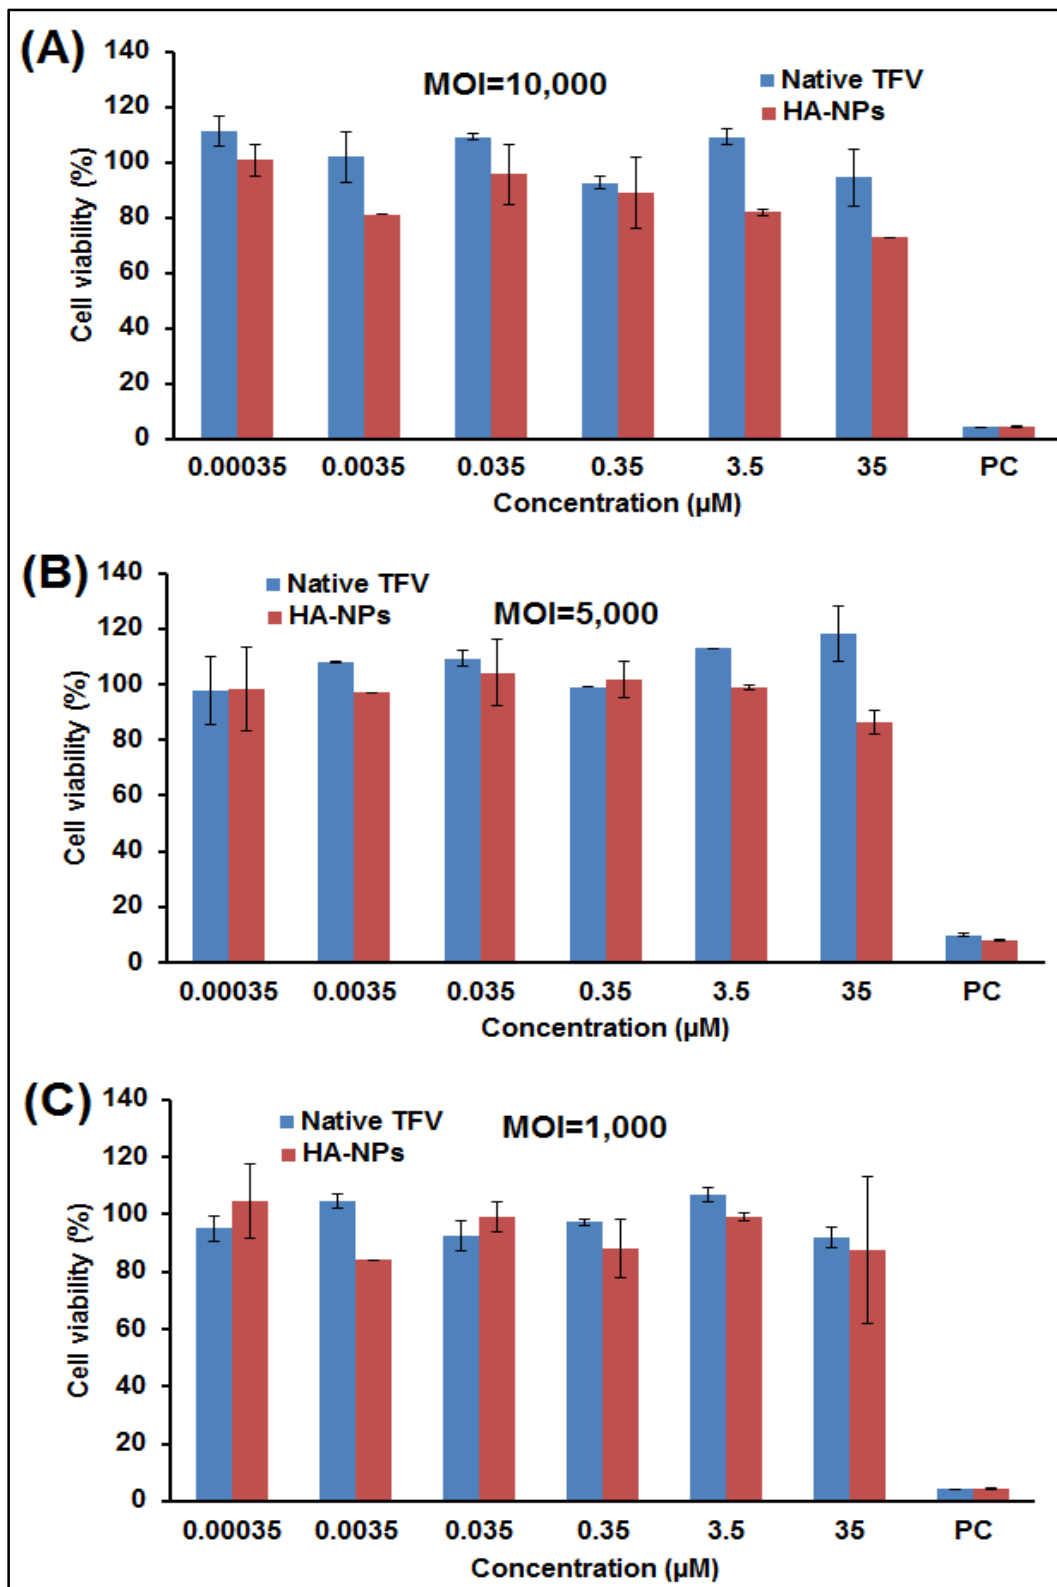 (A)
MOI=10,000
Native TFV
HA-NPs
Cell viability (%)
140
120
100
80
60
40
20
0
0.00035 0.0035 0.035 0.35 3.5 35 PC
Concentration (µM)
(B)
Native TFV
HA-NPs
MOI=5,000
Cell viability (%)
140
120
100
80
60
40
20
0
0.00035 0.0035 0.035 0.35 3.5 35 PC
Concentration (µM)
(C)
Native TFV
HA-NPs
MOI=1,000
Cell viability (%)
140
120
100
80
60
40
20
0
0.00035 0.0035 0.035 0.35 3.5 35 PC
Concentration (µM)